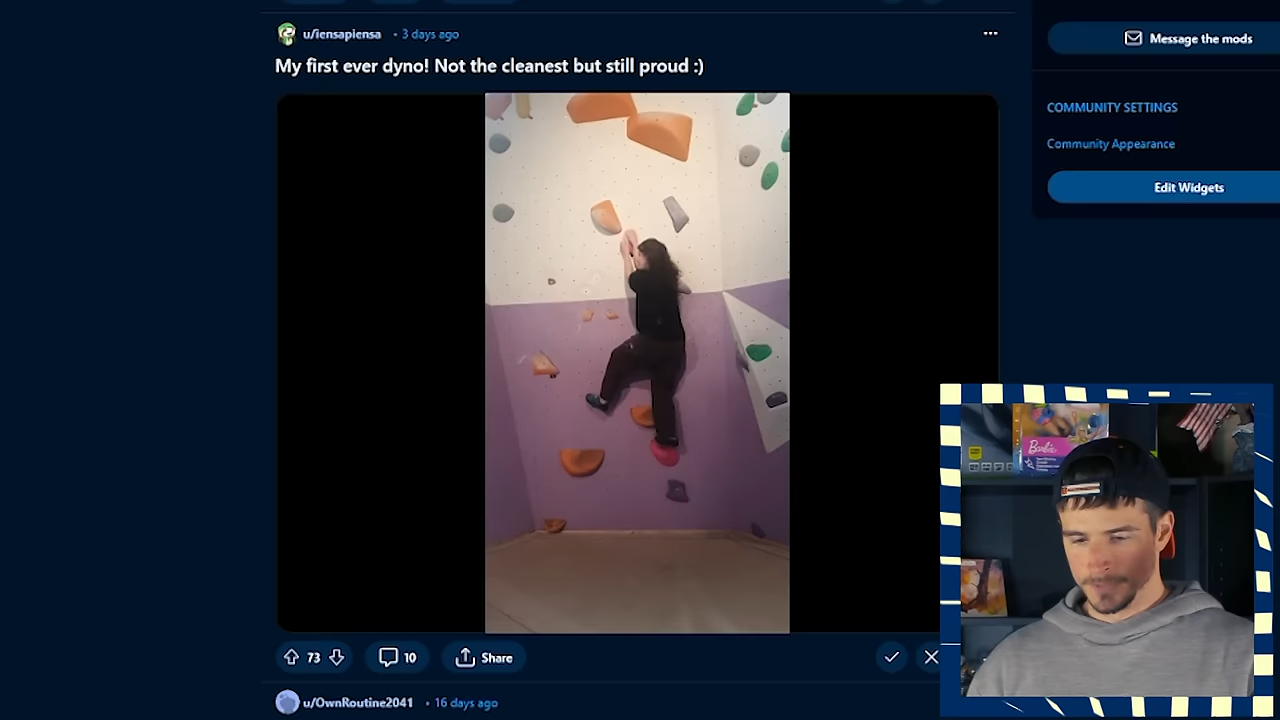 u/iensapiensa • 3 days ago
My first ever dyno! Not the cleanest but still proud :)
73
10
Share
u/OwnRoutine2041 • 16 days ago
Message the mods
COMMUNITY SETTINGS
Community Appearance
Edit Widgets
Barbie